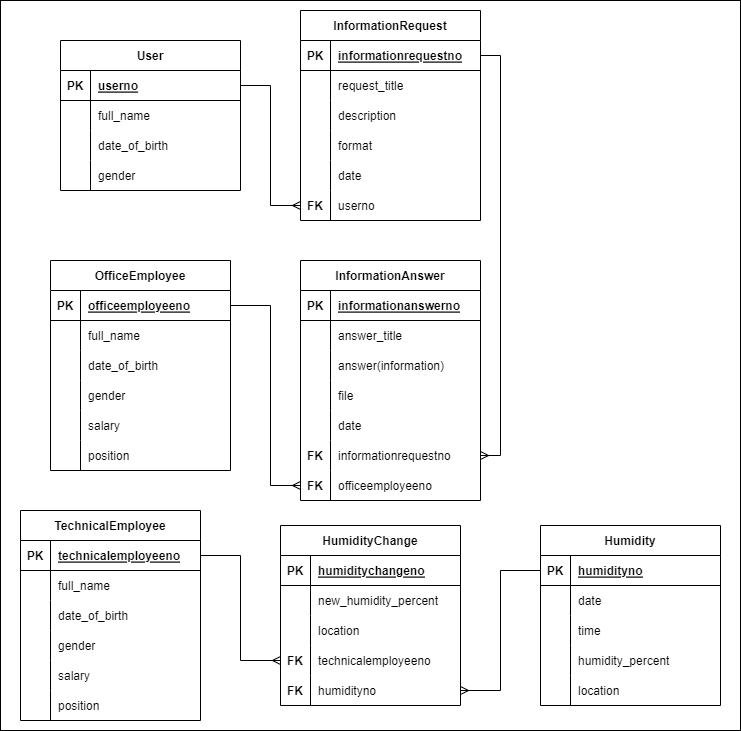 User
PK userno
full_name
date_of_birth
gender
InformationRequest
PK informationrequestno
request_title
description
format
date
FK userno
OfficeEmployee
PK officeemployeeno
full_name
date_of_birth
gender
salary
position
InformationAnswer
PK informationanswerno
answer_title
answer(information)
file
date
FK informationrequestno
FK officeemployeeno
TechnicalEmployee
PK technicalemployeeno
full_name
date_of_birth
gender
salary
position
HumidityChange
PK humiditychangeno
new_humidity_percent
location
FK technicalemployeeno
FK humidityno
Humidity
PK humidityno
date
time
humidity_percent
location